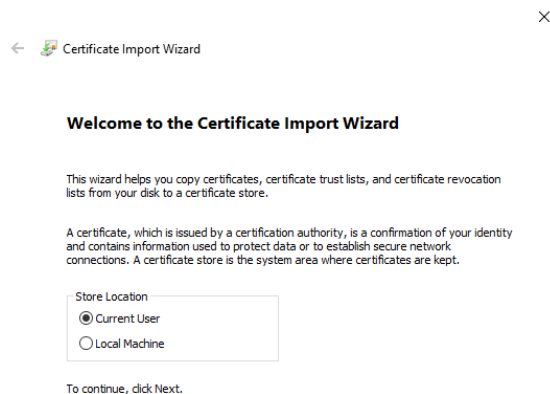 Certificate Import Wizard
Welcome to the Certificate Import Wizard
This wizard helps you copy certificates, certificate trust lists, and certificate revocation
lists from your disk to a certificate store.
A certificate, which is issued by a certification authority, is a confirmation of your identity
and contains information used to protect data or to establish secure network
connections. A certificate store is the system area where certificates are kept.
Store Location
Current User
Local Machine
To continue, click Next.